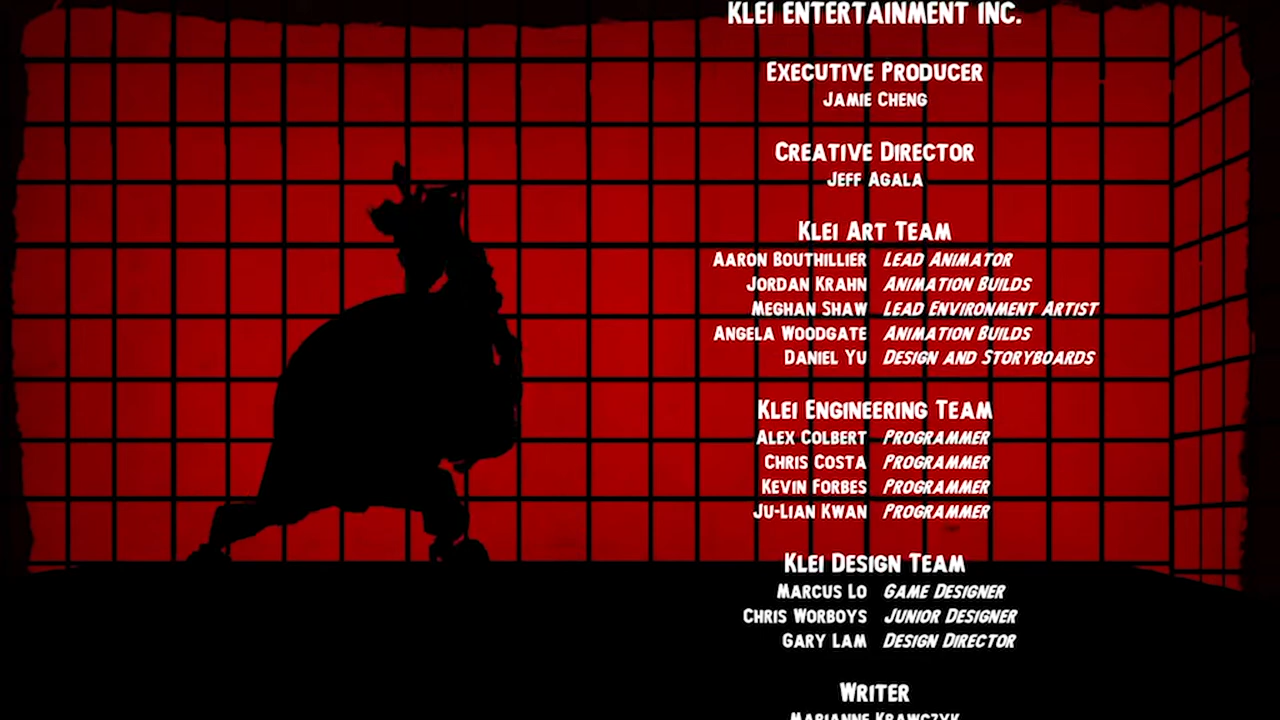 KLEI ENTERTAINMENT INC.
EXECUTIVE PRODUCER
JAMIE CHENG
CREATIVE DIRECTOR
JEFF AGALA
KLEI ART TEAM
AARON BOUTHILLIER LEAD ANIMATOR
JORDAN KRAHN ANIMATION BUILDS
MEGHAN SHAW LEAD ENVIRONMENT ARTIST
ANGELA WOODGATE ANIMATION BUILDS
DANIEL YU DESIGN AND STORYBOARDS
KLEI ENGINEERING TEAM
ALEX COLBERT PROGRAMMER
CHRIS COSTA PROGRAMMER
KEVIN FORBES PROGRAMMER
JU-LIAN KWAN PROGRAMMER
KLEI DESIGN TEAM
MARCUS LO GAME DESIGNER
CHRIS WORBOYS JUNIOR DESIGNER
GARY LAM DESIGN DIRECTOR
WRITER
MARIANNE KRAWCZYK